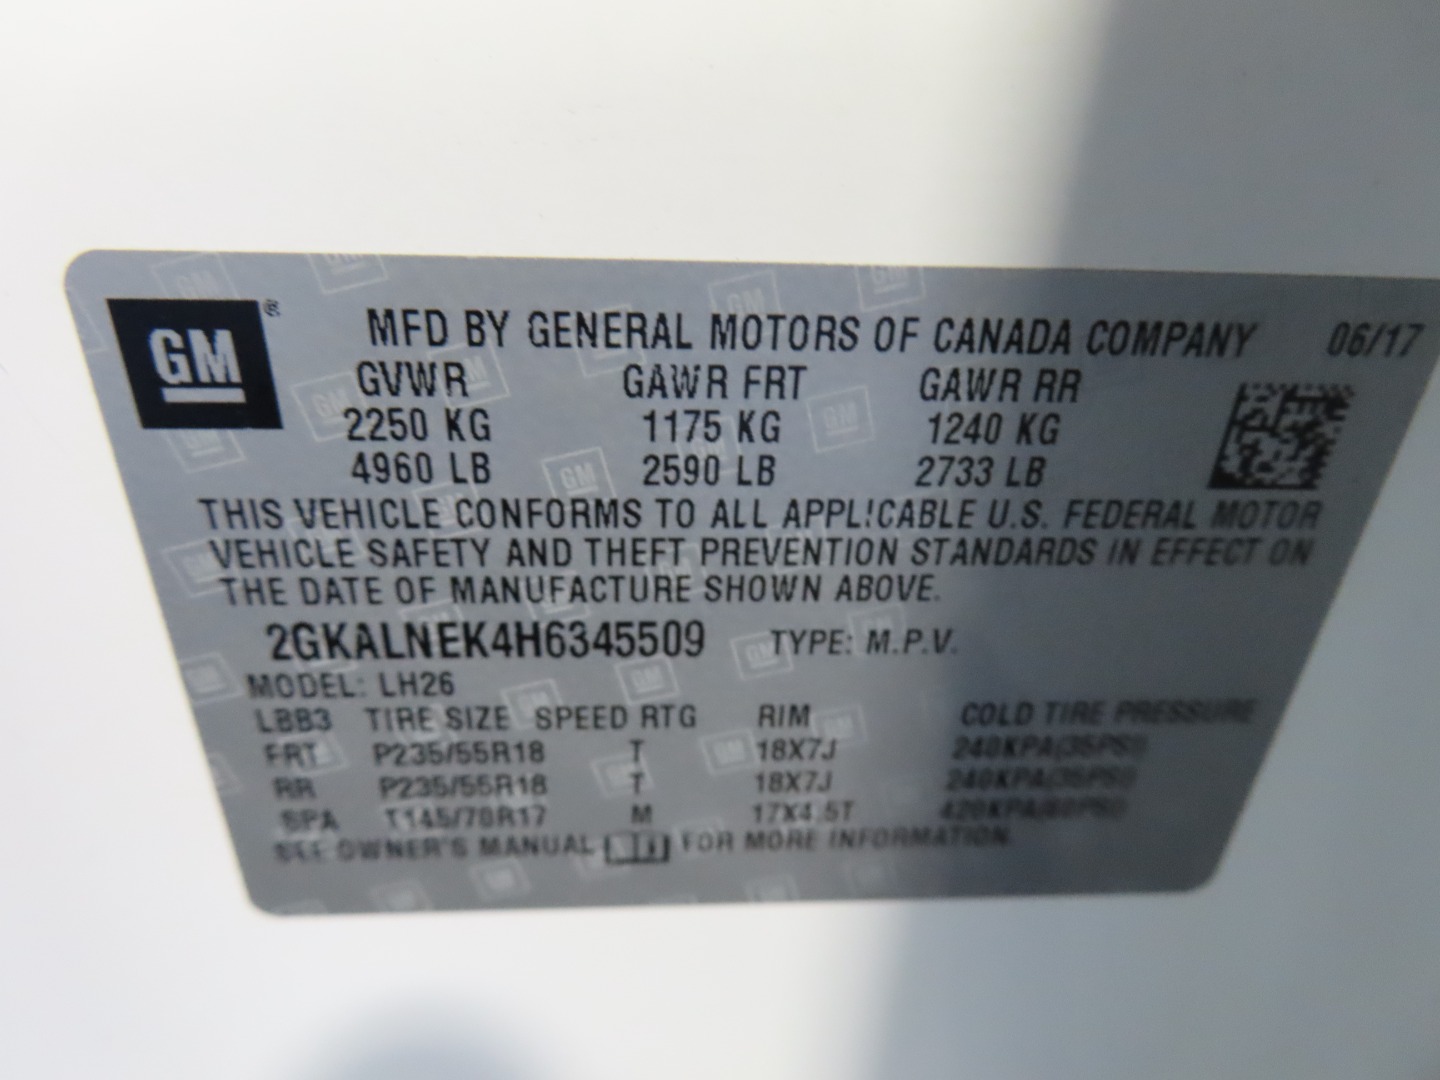 GM ®
MFD BY GENERAL MOTORS OF CANADA COMPANY 06/17
GVWR GAWR FRT GAWR RR
2250 KG 1175 KG 1240 KG
4960 LB 2590 LB 2733 LB
THIS VEHICLE CONFORMS TO ALL APPLICABLE U.S. FEDERAL MOTOR
VEHICLE SAFETY AND THEFT PREVENTION STANDARDS IN EFFECT ON
THE DATE OF MANUFACTURE SHOWN ABOVE.
2GKALNEK4H6345509 TYPE: M.P.V.
MODEL: LH26
LBB3 TIRE SIZE SPEED RTG RIM COLD TIRE PRESSURE
FRT P235/55R18 T 18X7J 240KPA(35PSI)
RR P235/55R18 T 18X7J 240KPA(35PSI)
SPA T145/70R17 M 17X4.5T 420KPA(60PSI)
SEE OWNER'S MANUAL FOR MORE INFORMATION.